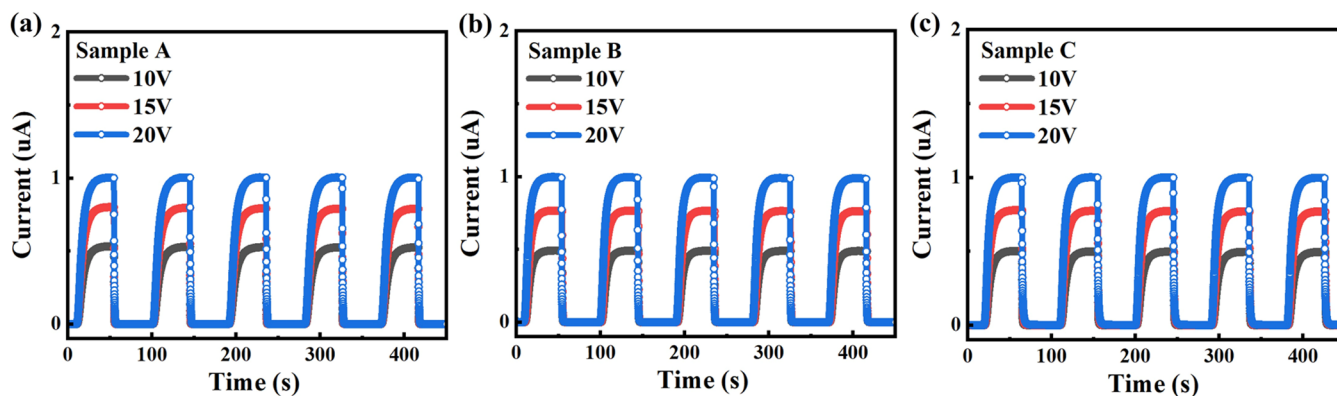 (a)
2
1
0
Current (uA)
Sample A
10V
15V
20V
0 100 200 300 400
Time (s)
(b)
2
1
0
Current (uA)
Sample B
10V
15V
20V
0 100 200 300 400
Time (s)
(c)
2
1
0
Current (uA)
Sample C
10V
15V
20V
0 100 200 300 400
Time (s)